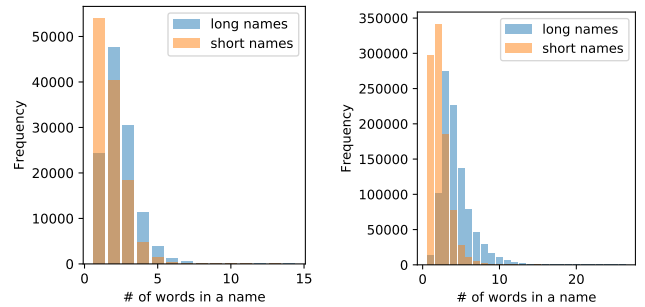 long names
short names
50000
40000
30000
20000
10000
0
Frequency
0
5
10
15
# of words in a name
long names
short names
350000
300000
250000
200000
150000
100000
50000
0
Frequency
0
10
20
# of words in a name